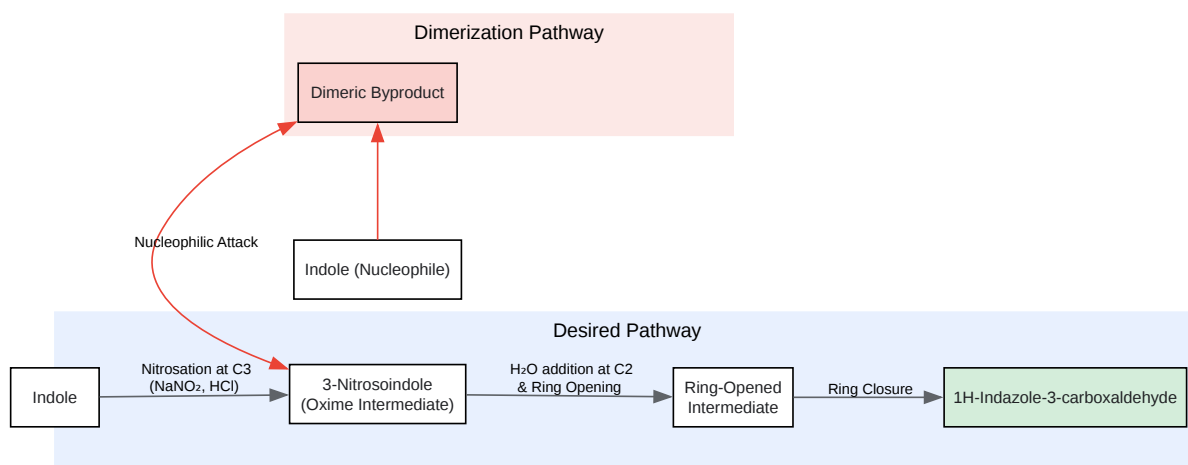 Dimerization Pathway
Dimeric Byproduct
Nucleophilic Attack
Indole (Nucleophile)
Desired Pathway
Indole
Nitrosation at C3
(NaNO₂, HCl)
3-Nitrosoindole
(Oxime Intermediate)
H₂O addition at C2
& Ring Opening
Ring-Opened
Intermediate
Ring Closure
1H-Indazole-3-carboxaldehyde